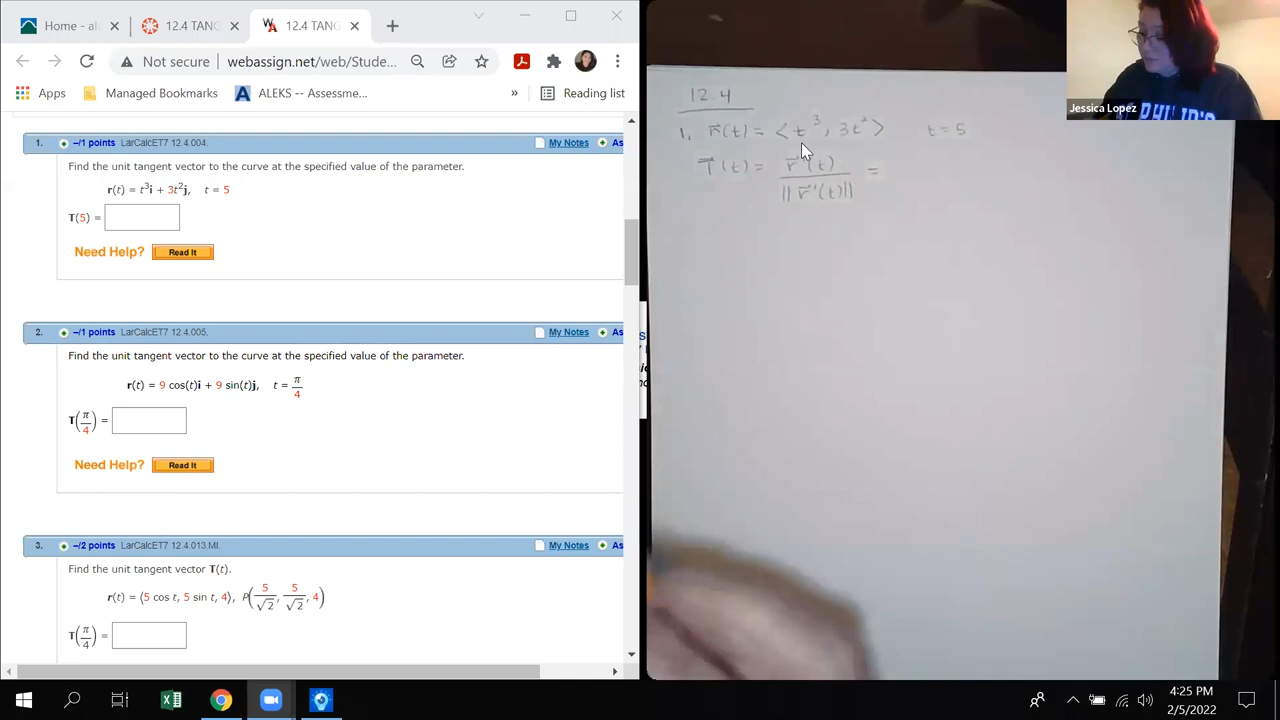 Home - al
12.4 TANG
12.4 TANG
Not secure
webassign.net/web/Stude...
Apps
Managed Bookmarks
ALEKS -- Assessme...
»
Reading list
1. –/1 points LarCalcET7 12.4.004. My Notes As
Find the unit tangent vector to the curve at the specified value of the parameter.
r(t) = t³i + 3t²j, t = 5
T(5) =
Need Help? Read It
2. –/1 points LarCalcET7 12.4.005. My Notes As
Find the unit tangent vector to the curve at the specified value of the parameter.
r(t) = 9 cos(t)i + 9 sin(t)j, t = π/4
T(π/4) =
Need Help? Read It
3. –/2 points LarCalcET7 12.4.013.MI. My Notes As
Find the unit tangent vector T(t).
r(t) = ⟨5 cos t, 5 sin t, 4⟩, P(5/√2, 5/√2, 4)
T(π/4) =
12.4
1. r⃗(t) = ⟨t³, 3t²⟩ t = 5
T⃗(t) = r⃗'(t) / ||r⃗'(t)|| =
Jessica Lopez
4:25 PM
2/5/2022